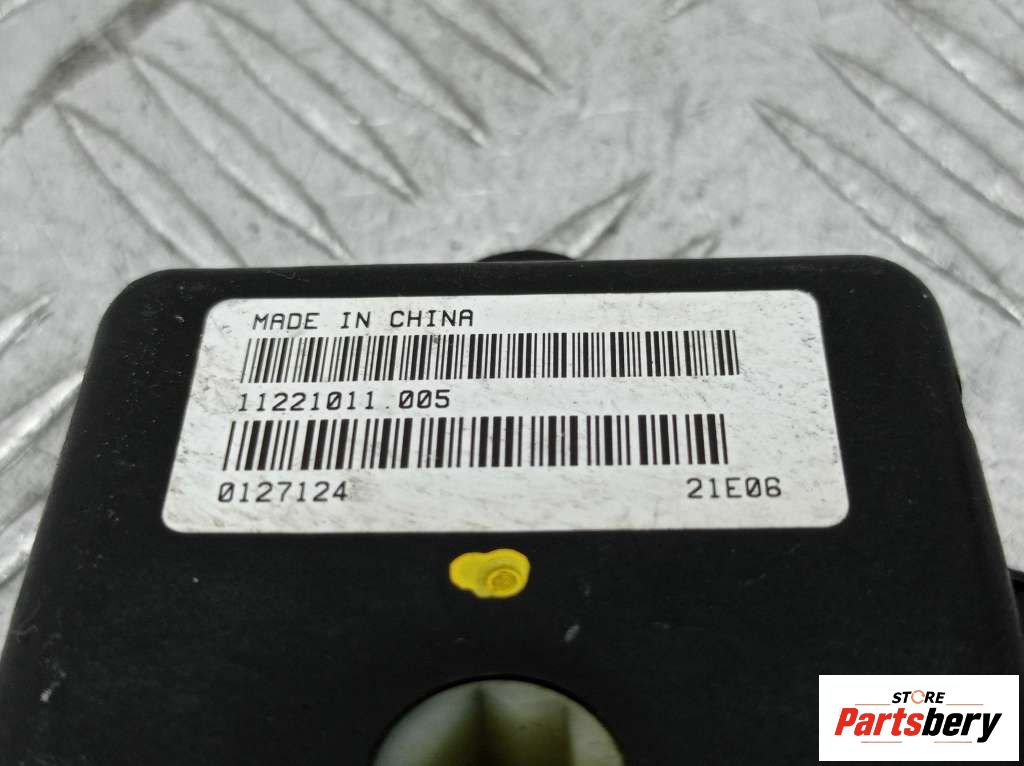 MADE IN CHINA
11221011.005
0127124 21E06
STORE
Partsbery